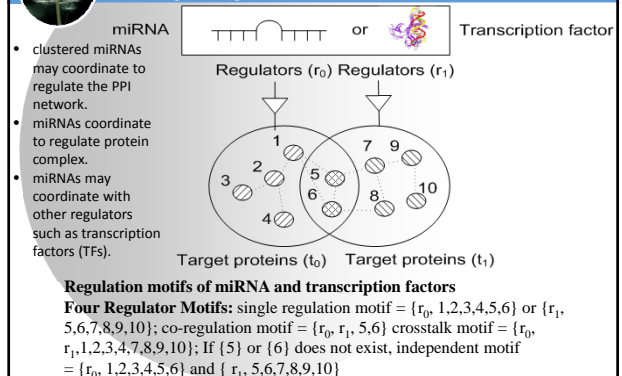 miRNA
or
Transcription factor
• clustered miRNAs
may coordinate to
regulate the PPI
network.
• miRNAs coordinate
to regulate protein
complex.
• miRNAs may
coordinate with
other regulators
such as transcription
factors (TFs).
Regulators (r₀) Regulators (r₁)
1
2
3
4
5
6
7
9
8
10
Target proteins (t₀) Target proteins (t₁)
Regulation motifs of miRNA and transcription factors
Four Regulator Motifs: single regulation motif = {r₀, 1,2,3,4,5,6} or {r₁,
5,6,7,8,9,10}; co-regulation motif = {r₀, r₁, 5,6} crosstalk motif = {r₀,
r₁,1,2,3,4,7,8,9,10}; If {5} or {6} does not exist, independent motif
= {r₀, 1,2,3,4,5,6} and { r₁, 5,6,7,8,9,10}